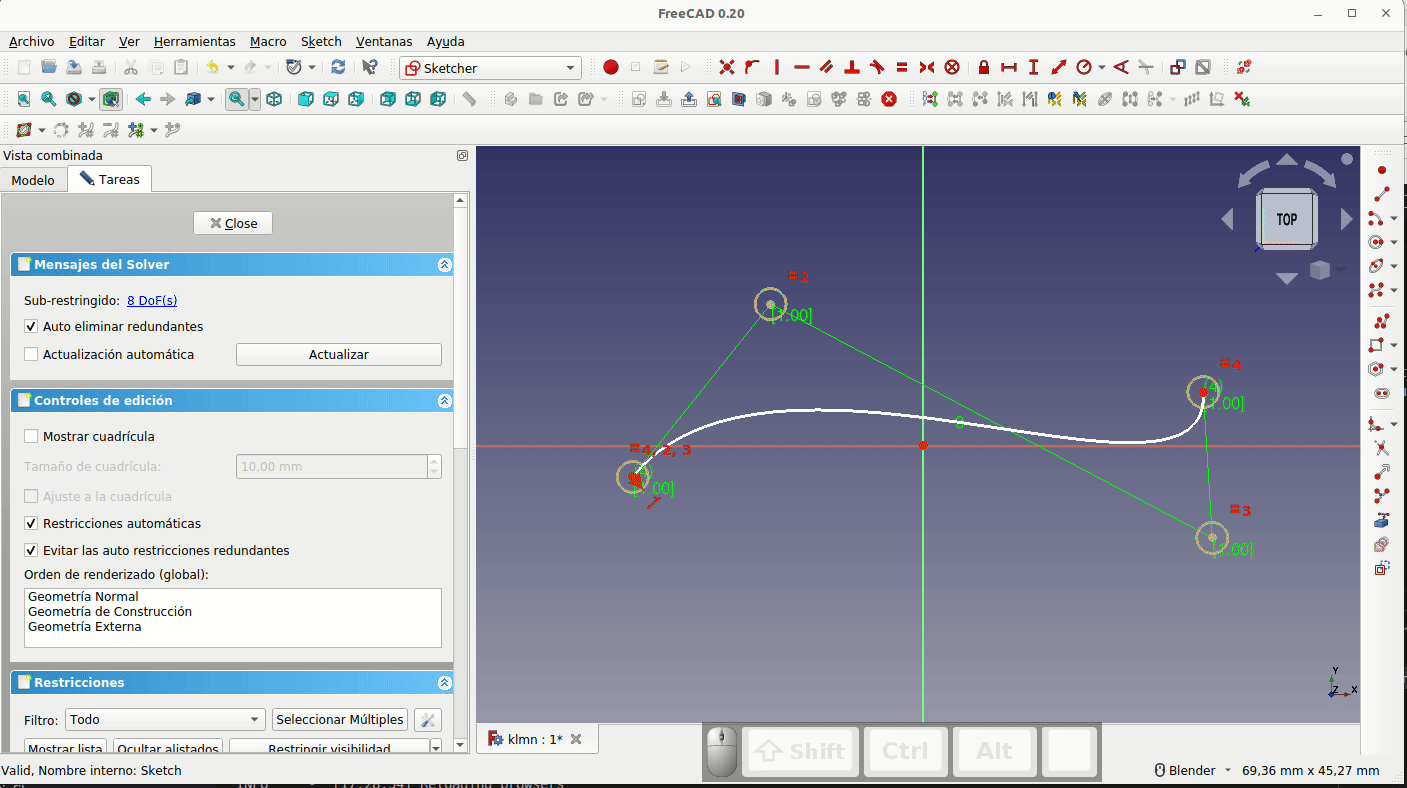 FreeCAD 0.20
Archivo Editar Ver Herramientas Macro Sketch Ventanas Ayuda
Sketcher
Vista combinada
Modelo Tareas
Close
Mensajes del Solver
Sub-restringido: 8 DoF(s)
Auto eliminar redundantes
Actualización automática Actualizar
Controles de edición
Mostrar cuadrícula
Tamaño de cuadrícula: 10,00 mm
Ajuste a la cuadrícula
Restricciones automáticas
Evitar las auto restricciones redundantes
Orden de renderizado (global):
Geometría Normal
Geometría de Construcción
Geometría Externa
Restricciones
Filtro: Todo Seleccionar Múltiples
Mostrar lista Ocultar alistados Restringir visibilidad
TOP
2
[1.00]
4
(4)
1.00]
4, 2, 3
.00]
3
[1.00]
Y
Z X
klmn : 1*
Shift Ctrl Alt
Valid, Nombre interno: Sketch
Blender 69,36 mm x 45,27 mm